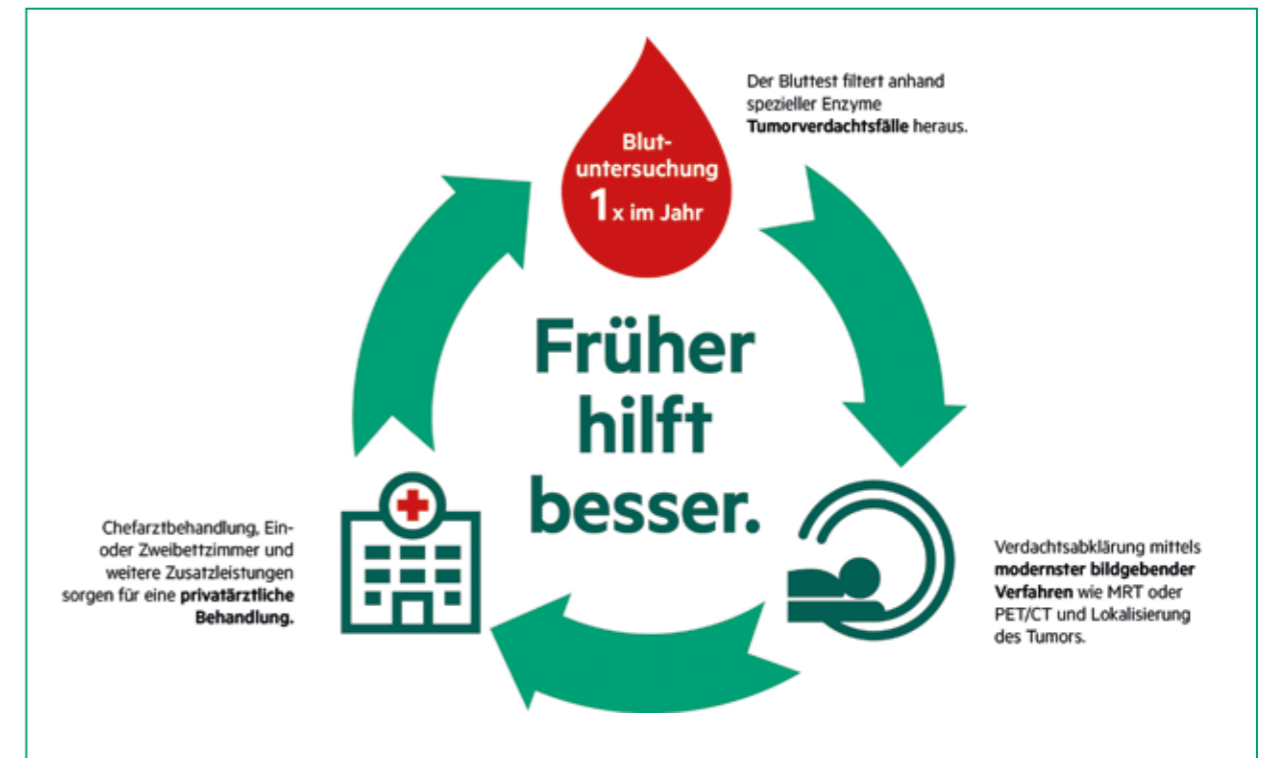 Blut-
untersuchung
1x im Jahr
Der Bluttest filtert anhand
spezieller Enzyme
Tumorverdachtsfälle heraus.
Früher
hilft
besser.
Verdachtsabklärung mittels
modernster bildgebender
Verfahren wie MRT oder
PET/CT und Lokalisierung
des Tumors.
Chefarztbehandlung, Ein-
oder Zweibettzimmer und
weitere Zusatzleistungen
sorgen für eine privatärztliche
Behandlung.